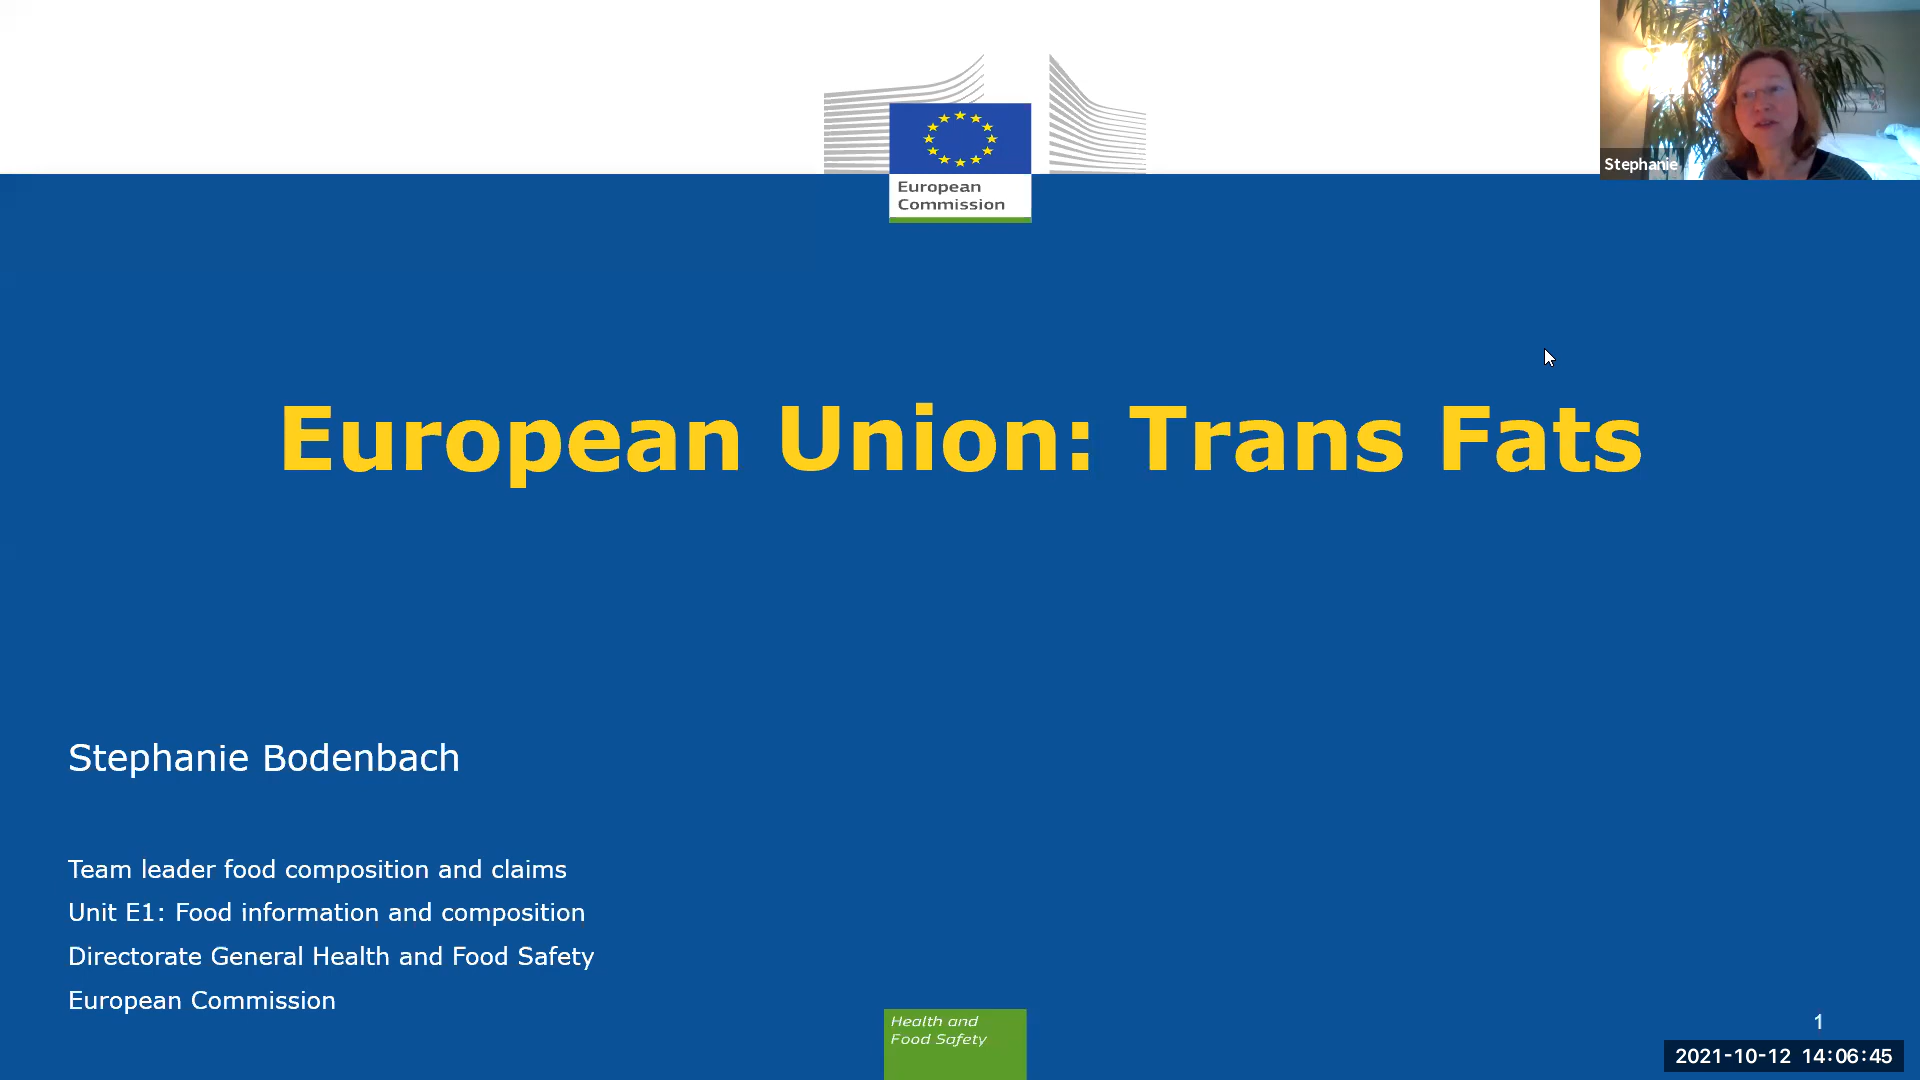 Stephanie
European
Commission
European Union: Trans Fats
Stephanie Bodenbach
Team leader food composition and claims
Unit E1: Food information and composition
Directorate General Health and Food Safety
European Commission
Health and
Food Safety
1
2021-10-12 14:06:45